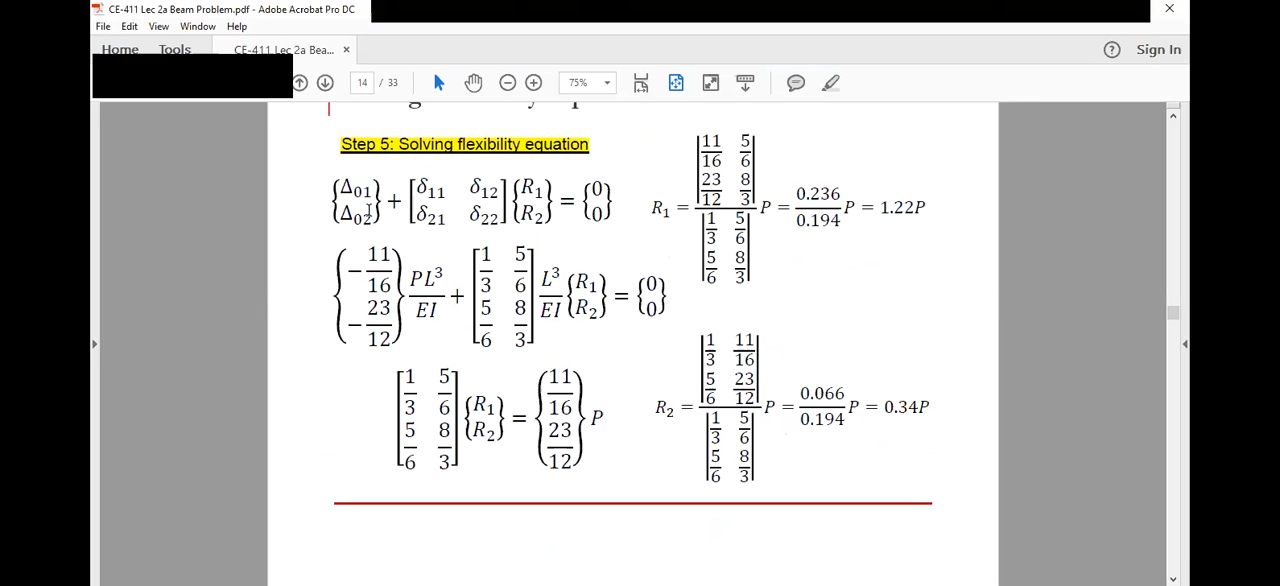 CE-411 Lec 2a Beam Problem.pdf - Adobe Acrobat Pro DC
File Edit View Window Help
Home Tools CE-411 Lec 2a Bea... × ? Sign In
14 / 33 75%
Step 5: Solving flexibility equation
{Δ₀₁ Δ₀₂} + [δ₁₁ δ₁₂ δ₂₁ δ₂₂] {R₁ R₂} = {0 0}
{−11/16 −23/12} PL³/EI + [1/3 5/6 5/6 8/3] L³/EI {R₁ R₂} = {0 0}
[1/3 5/6 5/6 8/3] {R₁ R₂} = {11/16 23/12} P
R₁ = |11/16 5/6 23/12 8/3| / |1/3 5/6 5/6 8/3| P = 0.236/0.194 P = 1.22P
R₂ = |1/3 11/16 5/6 23/12| / |1/3 5/6 5/6 8/3| P = 0.066/0.194 P = 0.34P